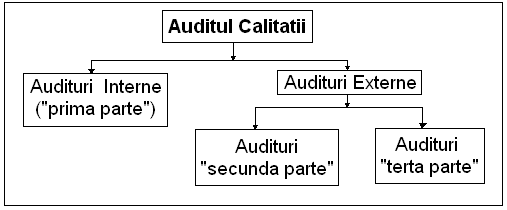 Auditul Calitatii
Audituri Interne
("prima parte")
Audituri Externe
Audituri
"secunda parte"
Audituri
"terta parte"